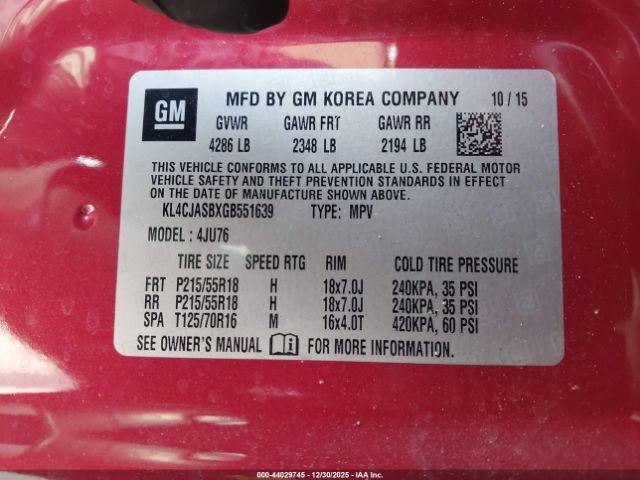 GM
MFD BY GM KOREA COMPANY 10 / 15
GVWR GAWR FRT GAWR RR
4286 LB 2348 LB 2194 LB
THIS VEHICLE CONFORMS TO ALL APPLICABLE U.S. FEDERAL MOTOR
VEHICLE SAFETY AND THEFT PREVENTION STANDARDS IN EFFECT
ON THE DATE OF MANUFACTURE SHOWN ABOVE.
KL4CJASBXGB551639 TYPE: MPV
MODEL : 4JU76
TIRE SIZE SPEED RTG RIM COLD TIRE PRESSURE
FRT P215/55R18 H 18x7.0J 240KPA, 35 PSI
RR P215/55R18 H 18x7.0J 240KPA, 35 PSI
SPA T125/70R16 M 16x4.0T 420KPA, 60 PSI
SEE OWNER'S MANUAL FOR MORE INFORMATION.
000-44029745 - 12/30/2025 - IAA, Inc.